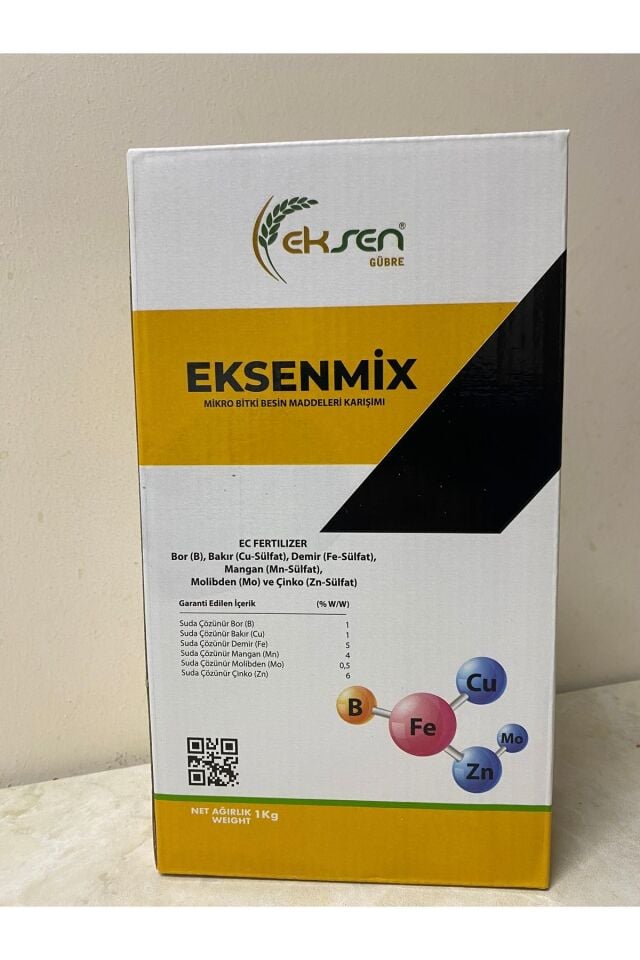 eksen®
GÜBRE
EKSENMİX
MİKRO BİTKİ BESİN MADDELERİ KARIŞIMI
EC FERTILIZER
Bor (B), Bakır (Cu-Sülfat), Demir (Fe-Sülfat),
Mangan (Mn-Sülfat),
Molibden (Mo) ve Çinko (Zn-Sülfat)
Garanti Edilen İçerik (% W/W)
Suda Çözünür Bor (B) 1
Suda Çözünür Bakır (Cu) 1
Suda Çözünür Demir (Fe) 5
Suda Çözünür Mangan (Mn) 4
Suda Çözünür Molibden (Mo) 0,5
Suda Çözünür Çinko (Zn) 6
Cu
B
Fe
Mo
Zn
NET AĞIRLIK 1Kg
WEIGHT